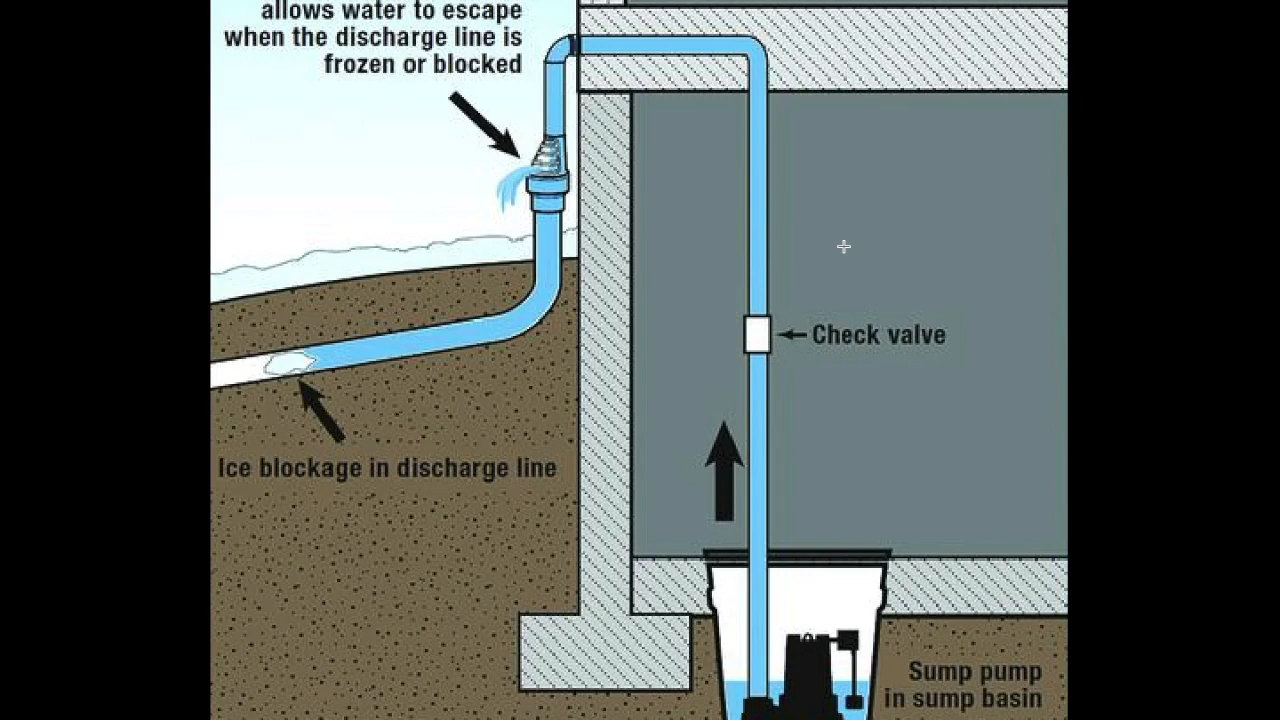 allows water to escape
when the discharge line is
frozen or blocked
Check valve
Ice blockage in discharge line
Sump pump
in sump basin